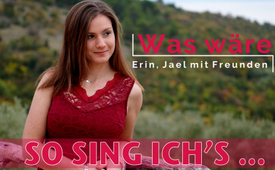 Was wäre
Erin, Jael mit Freunden
SO SING ICH'S ...